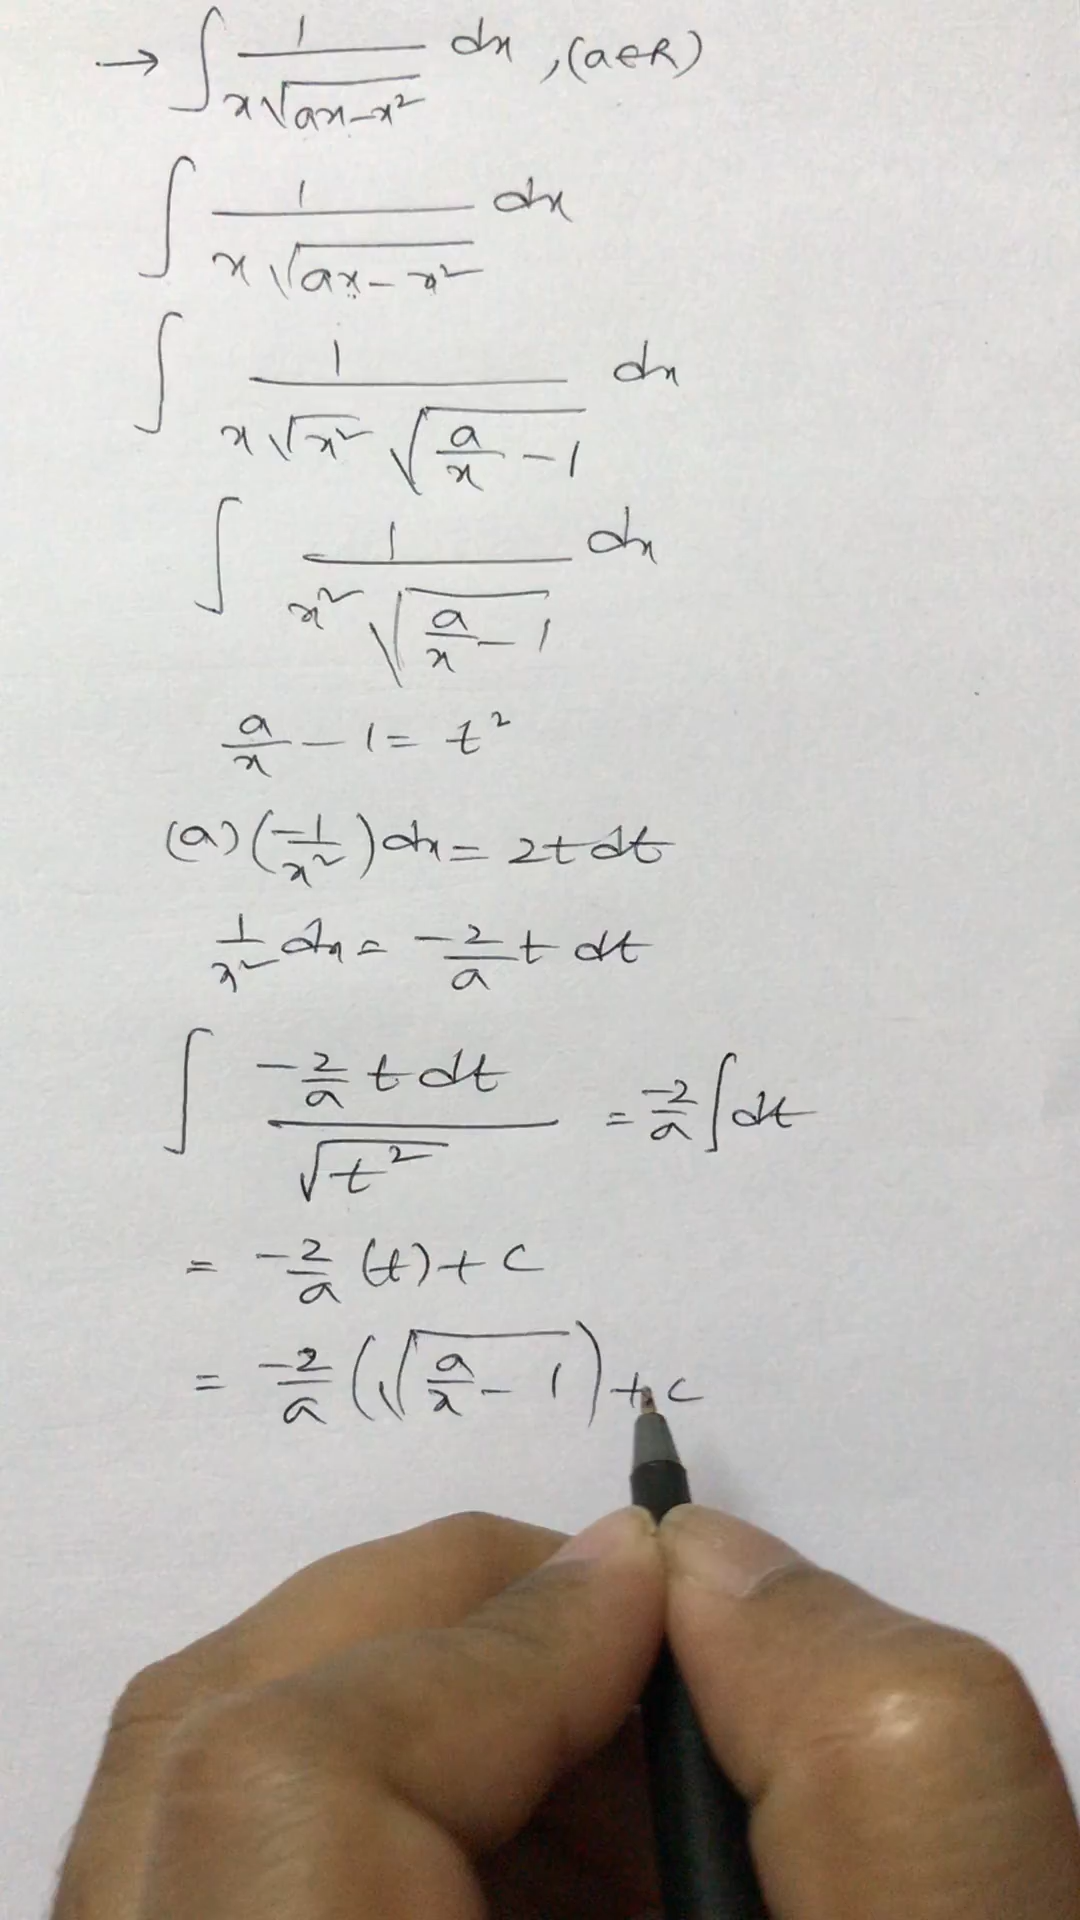 → ∫ 1/(x√(ax-x²)) dx, (a∈R)
∫ 1/(x√(ax-x²)) dx
∫ 1/(x√(x²) √(a/x -1)) dx
∫ 1/(x² √(a/x -1)) dx
a/x - 1 = t²
(a)(-1/x²) dx = 2t dt
1/x² dx = -2/a t dt
∫ (-2/a t dt)/√(t²) = -2/a ∫dt
= -2/a (t) + c
= -2/a (√(a/x - 1)) + c